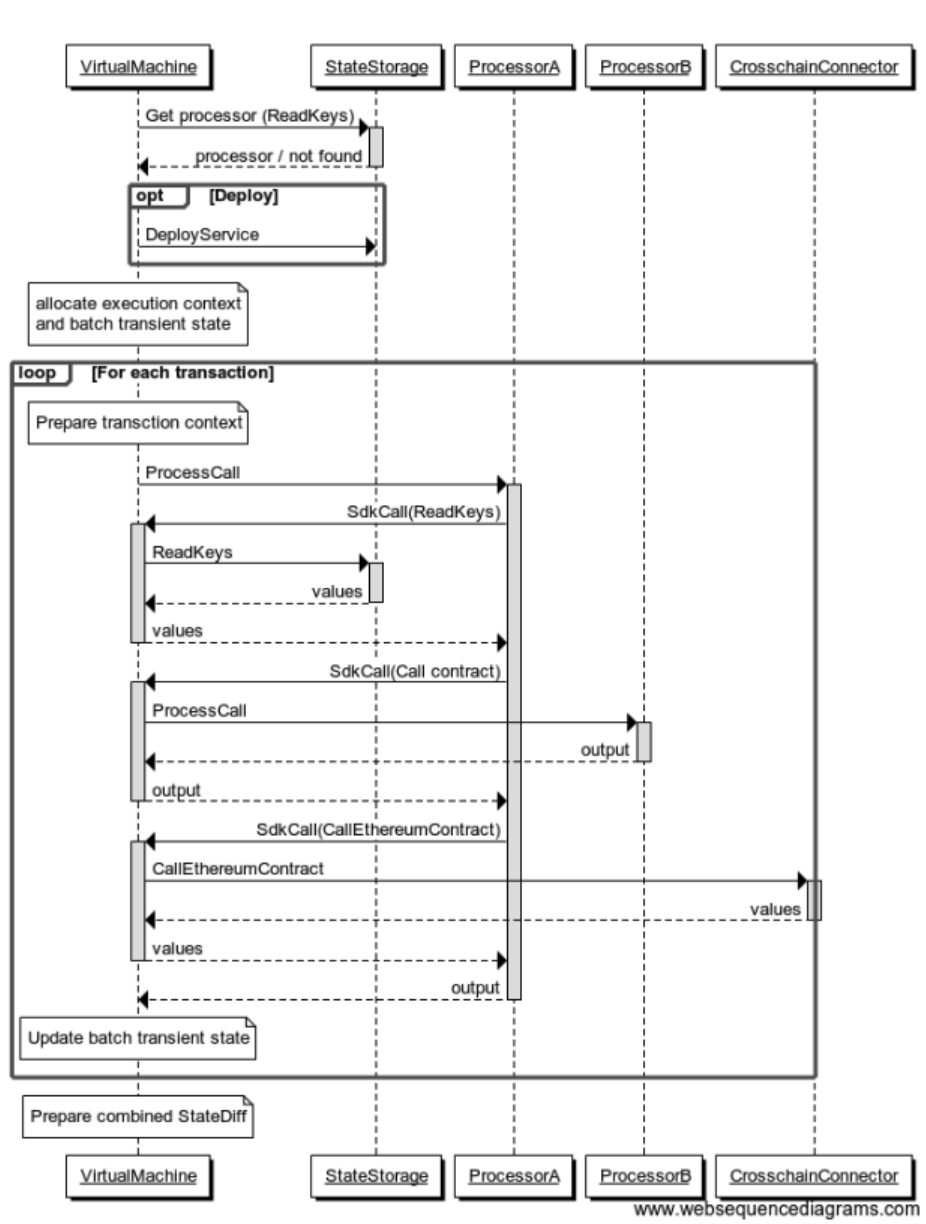 VirtualMachine StateStorage ProcessorA ProcessorB CrosschainConnector
Get processor (ReadKeys)
processor / not found
opt [Deploy]
DeployService
allocate execution context
and batch transient state
loop [For each transaction]
Prepare transction context
ProcessCall
SdkCall(ReadKeys)
ReadKeys
values
values
SdkCall(Call contract)
ProcessCall
output
output
SdkCall(CallEthereumContract)
CallEthereumContract
values
values
output
Update batch transient state
Prepare combined StateDiff
VirtualMachine StateStorage ProcessorA ProcessorB CrosschainConnector
www.websequencediagrams.com